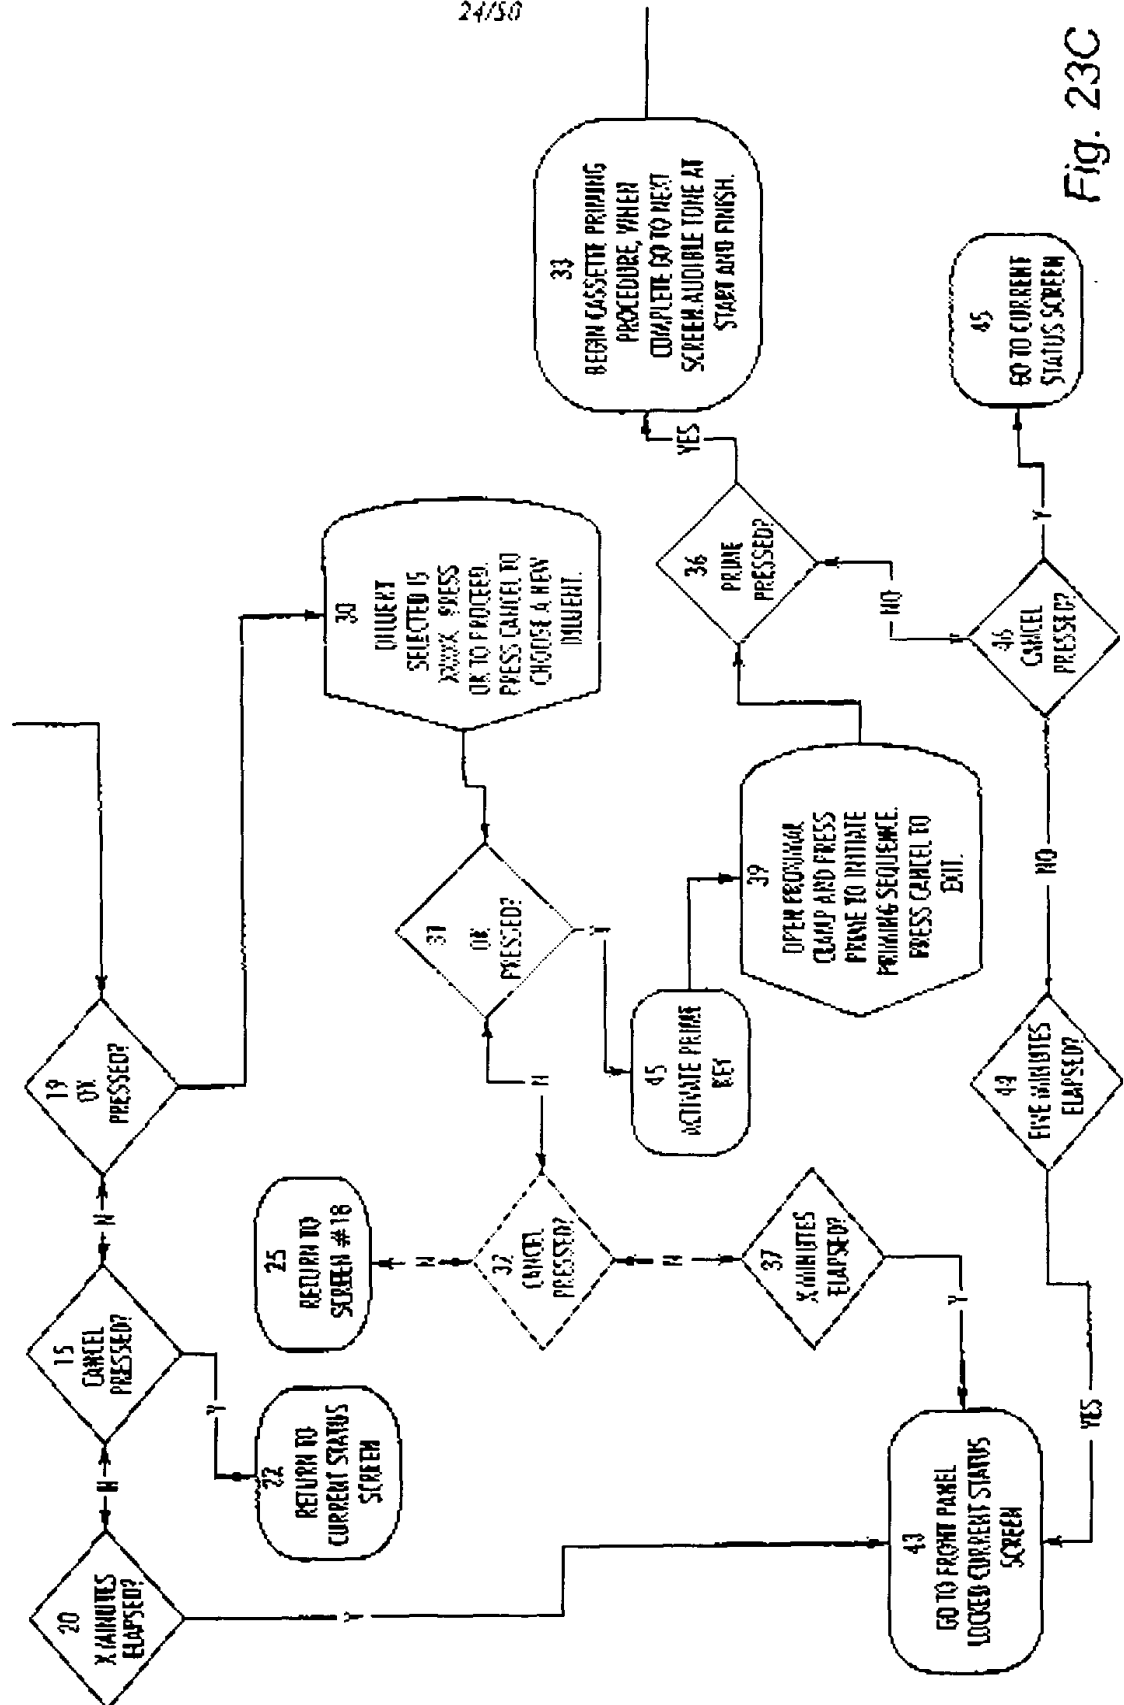 24/50
19
OK
PRESSED?
N
15
CANCEL
PRESSED?
N
20
X MINUTES
ELAPSED?
Y
22
RETURN TO
CURRENT STATUS
SCREEN
Y
25
RETURN TO
SCREEN #18
N
30
DILUENT
SELECTED IS
XXXXX PRESS
OK TO PROCEED.
PRESS CANCEL TO
CHOOSE A NEW
DILUENT.
31
OK
PRESSED?
N
Y
32
CANCEL
PRESSED?
N
37
X MINUTES
ELAPSED?
Y
45
ACTIVATE PRIME
KEY
39
OPEN PROXIMAL
CLAMP AND PRESS
PRIME TO INITIATE
PRIMING SEQUENCE.
PRESS CANCEL TO
EXIT.
36
PRIME
PRESSED?
YES
NO
33
BEGIN CASSETTE PRIMING
PROCEDURE, WHEN
COMPLETE GO TO NEXT
SCREEN.AUDIBLE TONE AT
START AND FINISH.
46
CANCEL
PRESSED?
Y
45
GO TO CURRENT
STATUS SCREEN
NO
44
FIVE MINUTES
ELAPSED?
YES
43
GO TO FRONT PANEL
LOCKED CURRENT STATUS
SCREEN
Fig. 23C